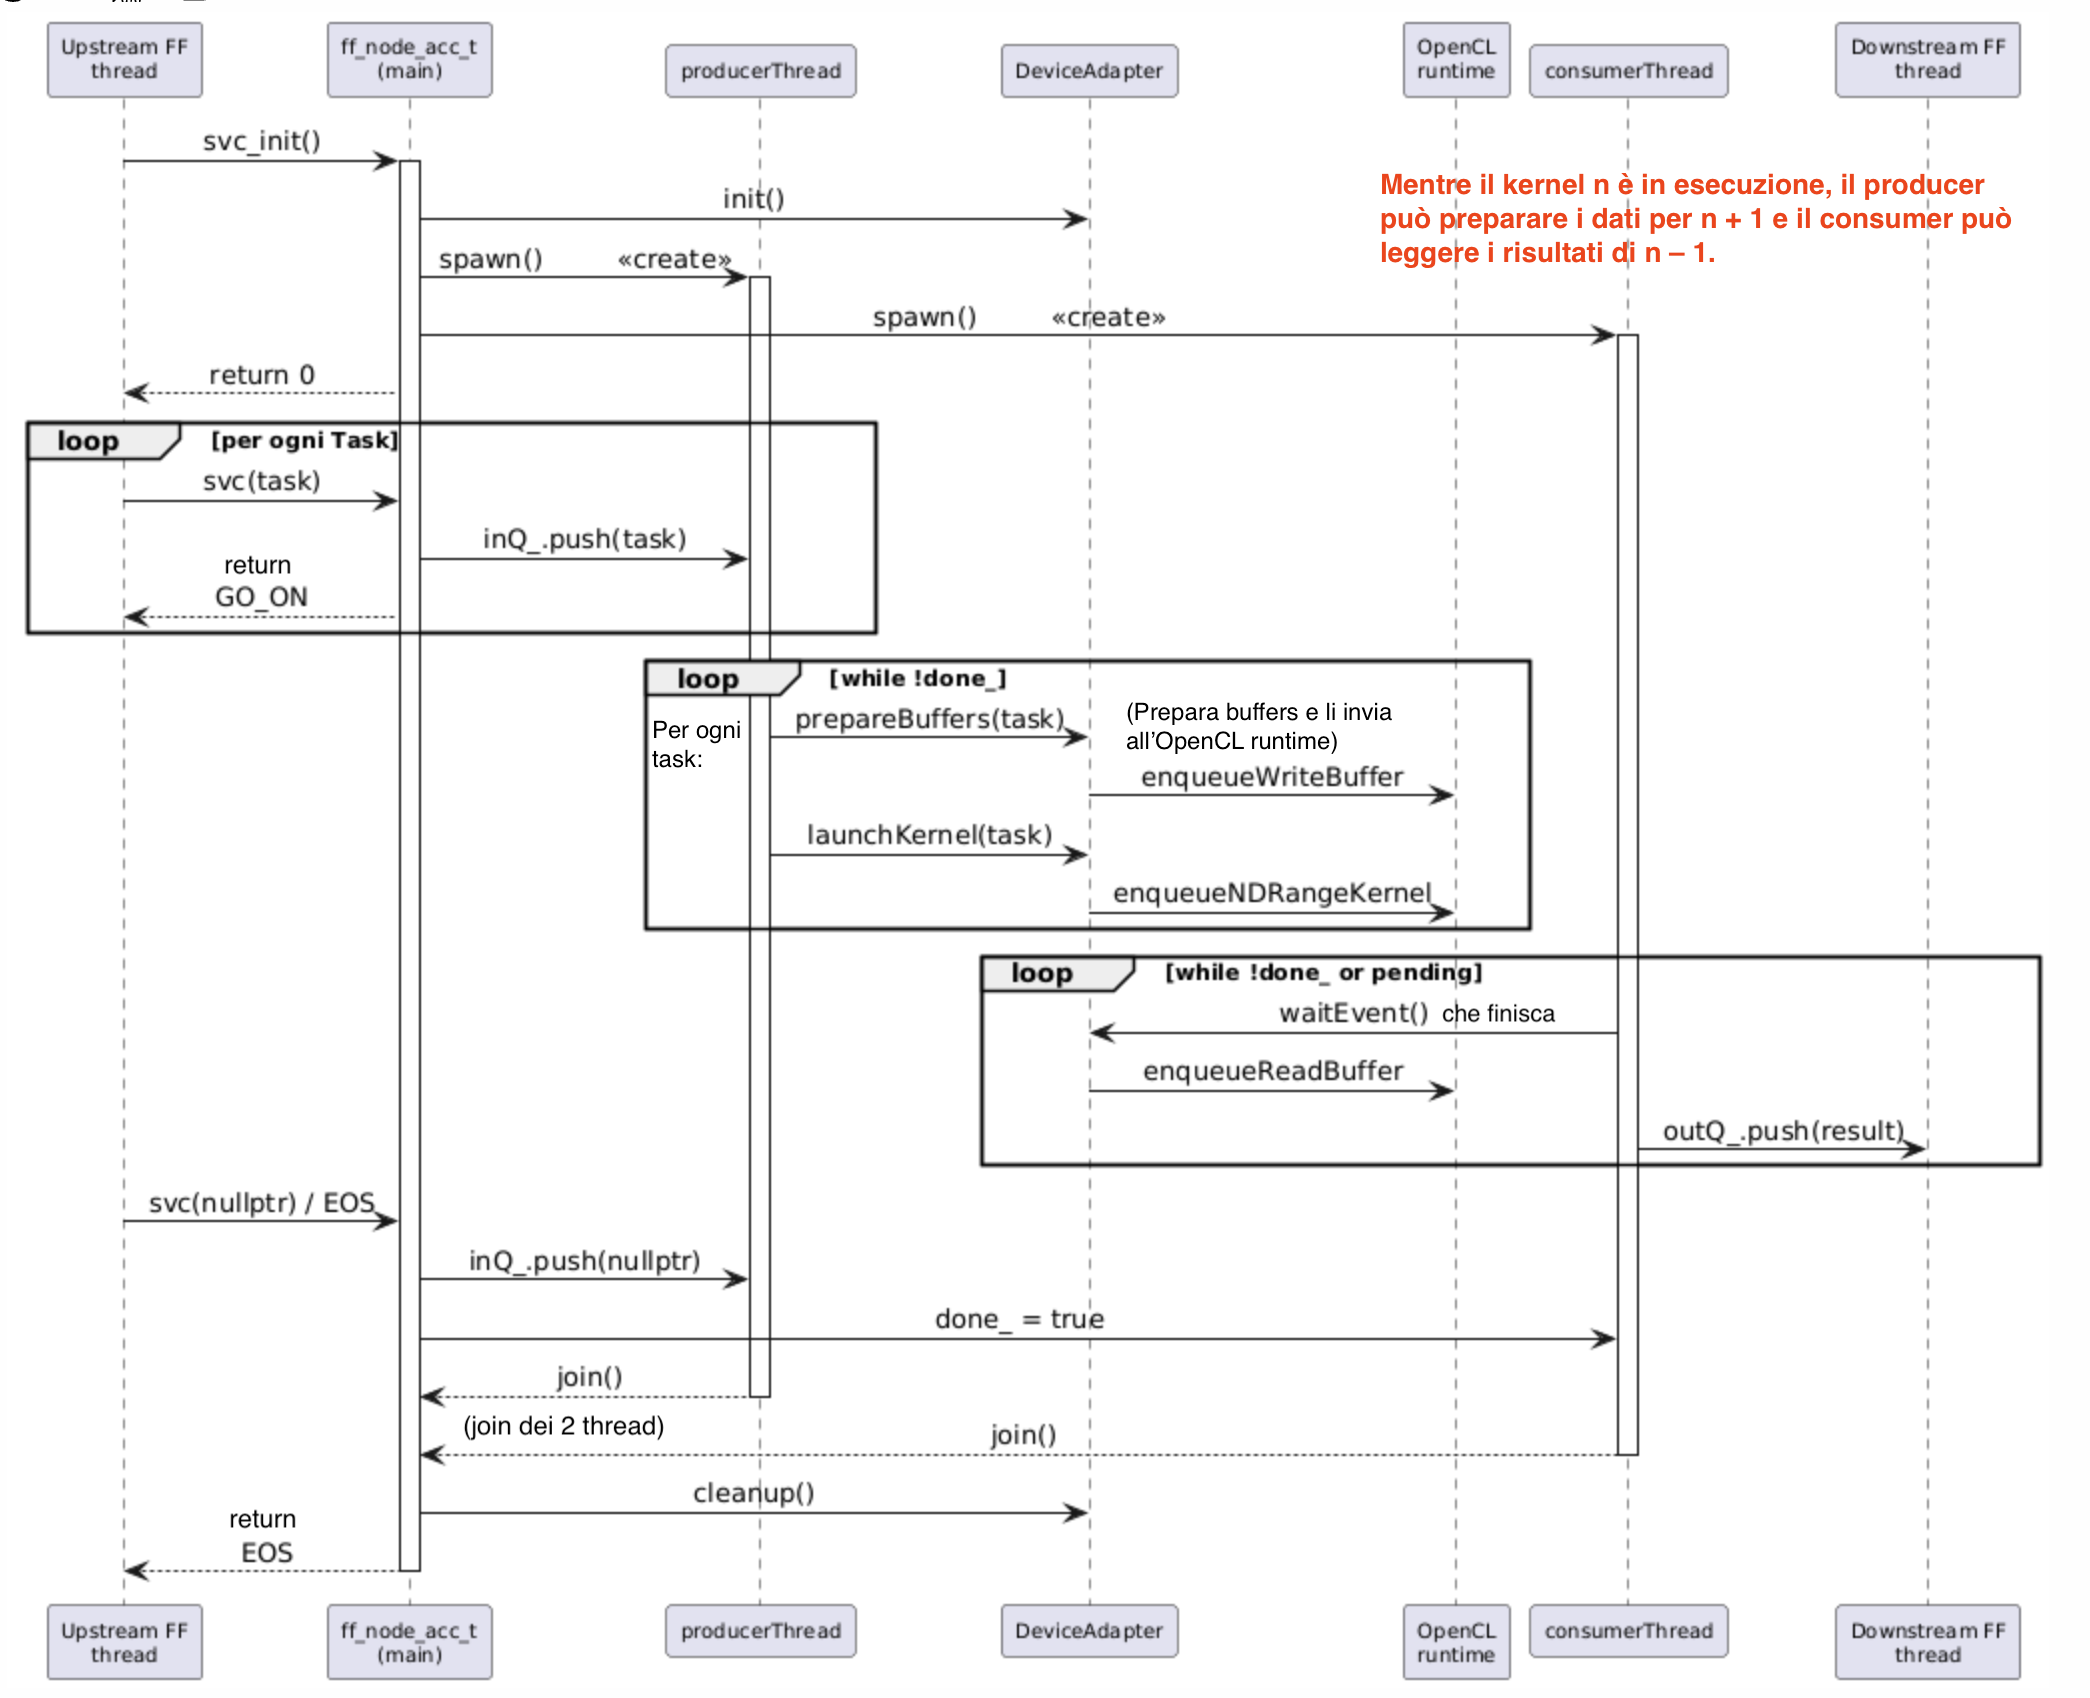 Upstream FF
thread
ff_node_acc_t
(main)
producerThread
DeviceAdapter
OpenCL
runtime
consumerThread
Downstream FF
thread
svc_init()
Mentre il kernel n è in esecuzione, il producer
può preparare i dati per n + 1 e il consumer può
leggere i risultati di n – 1.
init()
spawn() «create»
spawn() «create»
return 0
loop [per ogni Task]
svc(task)
inQ_.push(task)
return
GO_ON
loop [while !done_]
Per ogni
task:
prepareBuffers(task)
(Prepara buffers e li invia
all’OpenCL runtime)
enqueueWriteBuffer
launchKernel(task)
enqueueNDRangeKernel
loop [while !done_ or pending]
waitEvent() che finisca
enqueueReadBuffer
outQ_.push(result)
svc(nullptr) / EOS
inQ_.push(nullptr)
done_ = true
join()
(join dei 2 thread)
join()
cleanup()
return
EOS
Upstream FF
thread
ff_node_acc_t
(main)
producerThread
DeviceAdapter
OpenCL
runtime
consumerThread
Downstream FF
thread